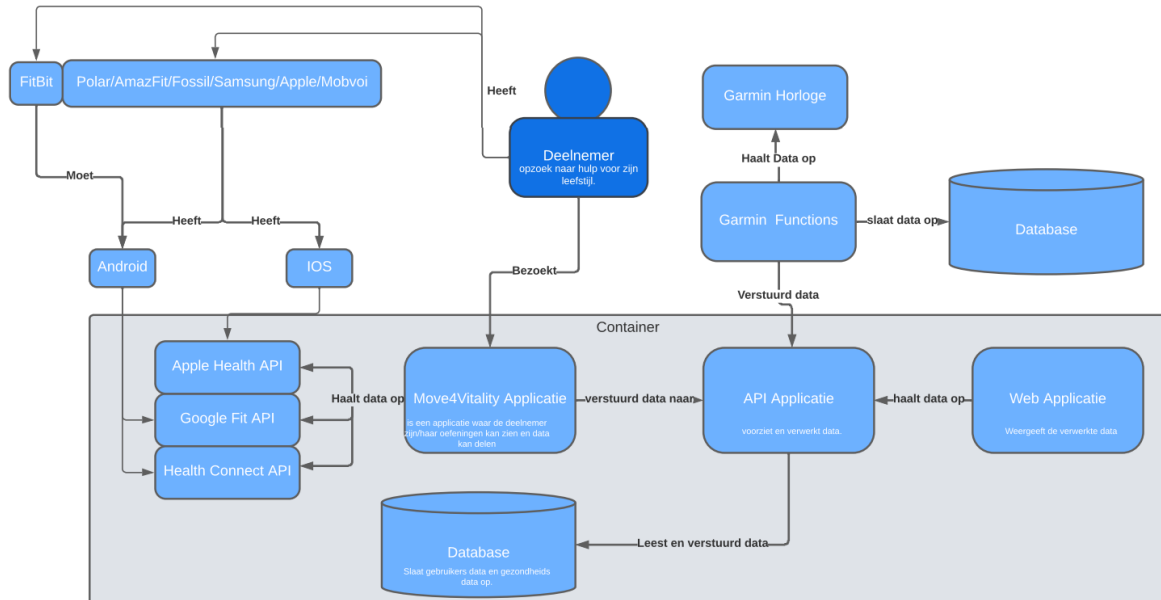 FitBit
Polar/AmazFit/Fossil/Samsung/Apple/Mobvoi
Heeft
Garmin Horloge
Deelnemer
opzoek naar hulp voor zijn
leefstijl.
Haalt Data op
Moet
Heeft
Heeft
Garmin Functions
slaat data op
Database
Android
IOS
Bezoekt
Verstuurd data
Container
Apple Health API
Google Fit API
Health Connect API
Haalt data op
Move4Vitality Applicatie
is een applicatie waar de deelnemer
zijn/haar oefeningen kan zien en data
kan delen
verstuurd data naar
API Applicatie
voorziet en verwerkt data.
haalt data op
Web Applicatie
Weergeeft de verwerkte data
Database
Slaat gebruikers data en gezondheids
data op.
Leest en verstuurd data